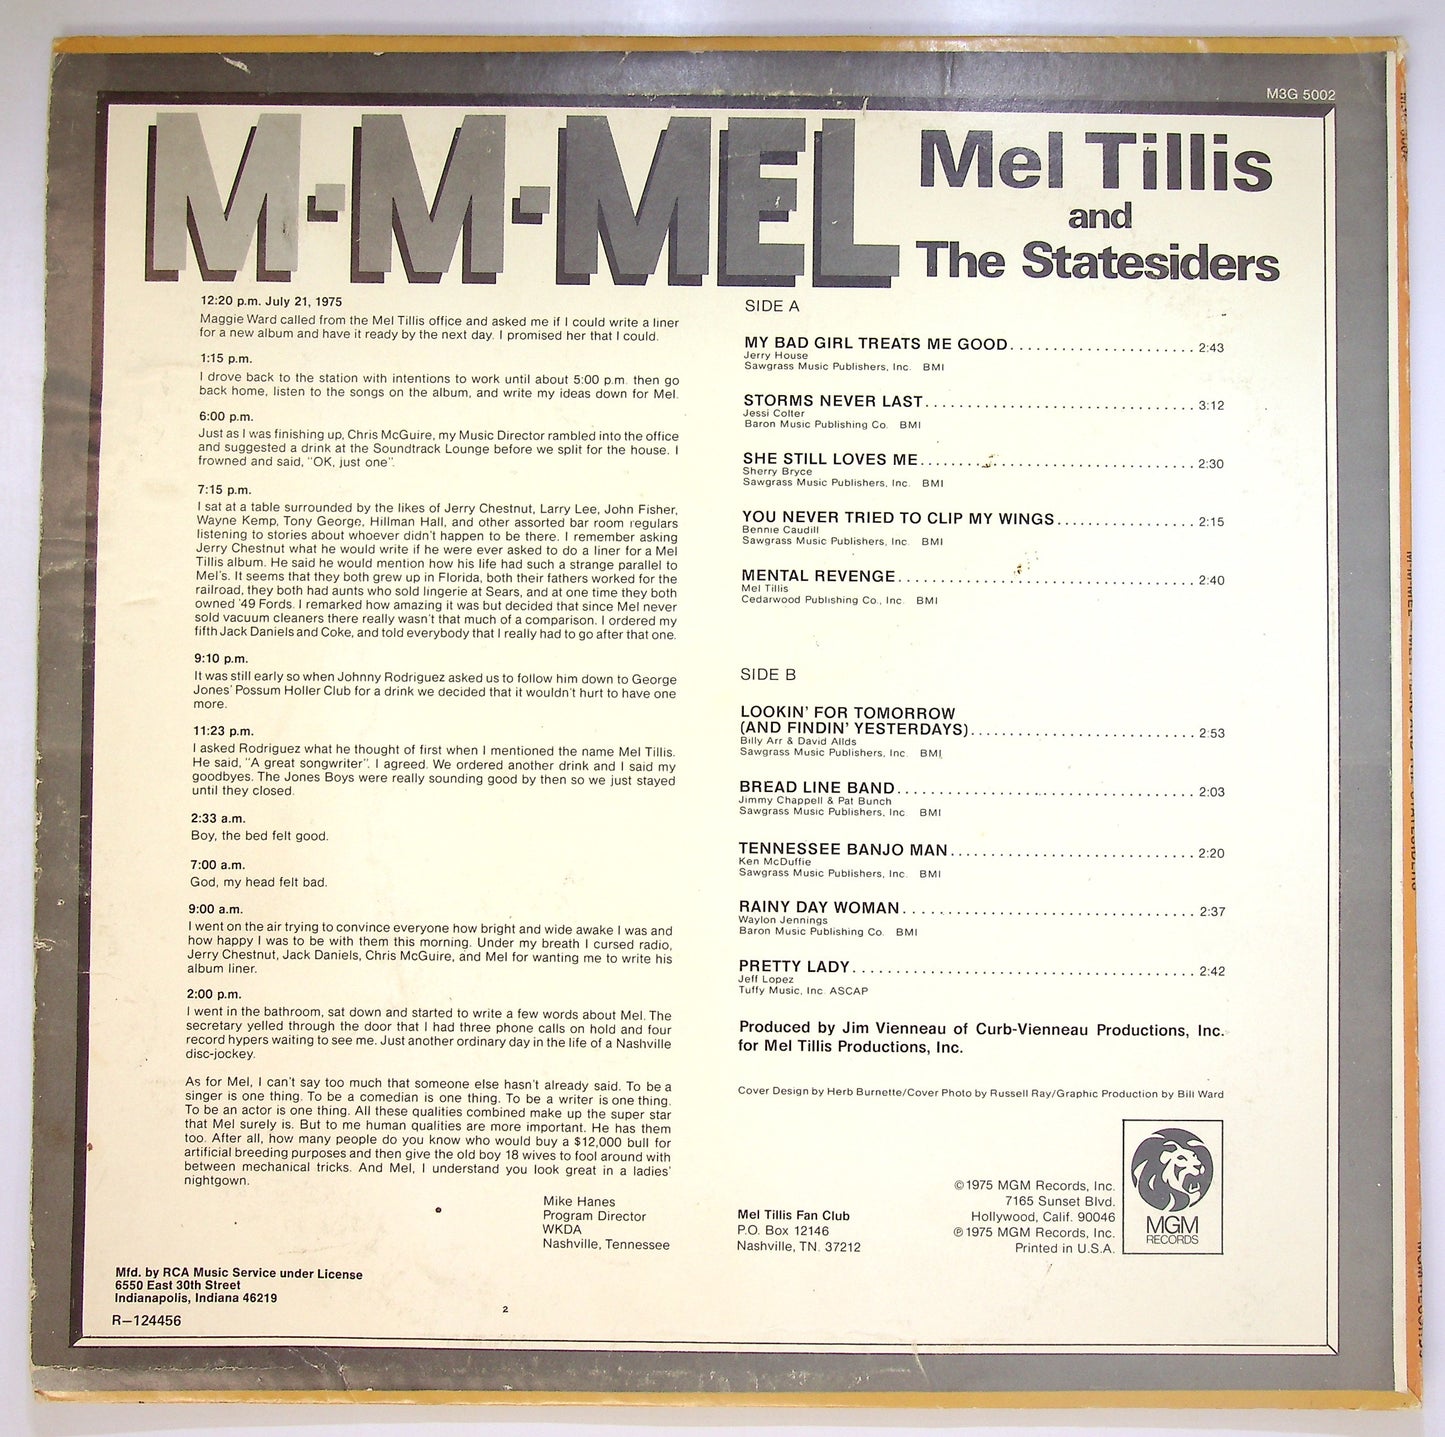 M3G 5002
M-M-MEL
Mel Tillis
and
The Statesiders
12:20 p.m. July 21, 1975
Maggie Ward called from the Mel Tillis office and asked me if I could write a liner
for a new album and have it ready by the next day. I promised her that I could.
1:15 p.m.
I drove back to the station with intentions to work until about 5:00 p.m. then go
back home, listen to the songs on the album, and write my ideas down for Mel.
6:00 p.m.
Just as I was finishing up, Chris McGuire, my Music Director rambled into the office
and suggested a drink at the Soundtrack Lounge before we split for the house. I
frowned and said, "OK, just one".
7:15 p.m.
I sat at a table surrounded by the likes of Jerry Chestnut, Larry Lee, John Fisher,
Wayne Kemp, Tony George, Hillman Hall, and other assorted bar room regulars
listening to stories about whoever didn't happen to be there. I remember asking
Jerry Chestnut what he would write if he were ever asked to do a liner for a Mel
Tillis album. He said he would mention how his life had such a strange parallel to
Mel's. It seems that they both grew up in Florida, both their fathers worked for the
railroad, they both had aunts who sold lingerie at Sears, and at one time they both
owned '49 Fords. I remarked how amazing it was but decided that since Mel never
sold vacuum cleaners there really wasn't that much of a comparison. I ordered my
fifth Jack Daniels and Coke, and told everybody that I really had to go after that one.
9:10 p.m.
It was still early so when Johnny Rodriguez asked us to follow him down to George
Jones' Possum Holler Club for a drink we decided that it wouldn't hurt to have one
more.
11:23 p.m.
I asked Rodriguez what he thought of first when I mentioned the name Mel Tillis.
He said, "A great songwriter". I agreed. We ordered another drink and I said my
goodbyes. The Jones Boys were really sounding good by then so we just stayed
until they closed.
2:33 a.m.
Boy, the bed felt good.
7:00 a.m.
God, my head felt bad.
9:00 a.m.
I went on the air trying to convince everyone how bright and wide awake I was and
how happy I was to be with them this morning. Under my breath I cursed radio,
Jerry Chestnut, Jack Daniels, Chris McGuire, and Mel for wanting me to write his
album liner.
2:00 p.m.
I went in the bathroom, sat down and started to write a few words about Mel. The
secretary yelled through the door that I had three phone calls on hold and four
record hypers waiting to see me. Just another ordinary day in the life of a Nashville
disc-jockey.
As for Mel, I can't say too much that someone else hasn't already said. To be a
singer is one thing. To be a comedian is one thing. To be a writer is one thing.
To be an actor is one thing. All these qualities combined make up the super star
that Mel surely is. But to me human qualities are more important. He has them
too. After all, how many people do you know who would buy a $12,000 bull for
artificial breeding purposes and then give the old boy 18 wives to fool around with
between mechanical tricks. And Mel, I understand you look great in a ladies'
nightgown.
Mike Hanes
Program Director
WKDA
Nashville, Tennessee
Mfd. by RCA Music Service under License
6550 East 30th Street
Indianapolis, Indiana 46219
R—124456
2
SIDE A
MY BAD GIRL TREATS ME GOOD. . . . . . . . . . . . . . . . . . . . . . 2:43
Jerry House
Sawgrass Music Publishers, Inc. BMI
STORMS NEVER LAST. . . . . . . . . . . . . . . . . . . . . . . . . . . . . . . . 3:12
Jessi Colter
Baron Music Publishing Co. BMI
SHE STILL LOVES ME. . . . . . . . . . . . . . . . . . . . . . . . . . . . . . . . 2:30
Sherry Bryce
Sawgrass Music Publishers, Inc. BMI
YOU NEVER TRIED TO CLIP MY WINGS. . . . . . . . . . . . . . . . 2:15
Bennie Caudill
Sawgrass Music Publishers, Inc. BMI
MENTAL REVENGE. . . . . . . . . . . . . . . . . . . . . . . . . . . . . . . . . . . 2:40
Mel Tillis
Cedarwood Publishing Co., Inc. BMI
SIDE B
LOOKIN' FOR TOMORROW
(AND FINDIN' YESTERDAYS). . . . . . . . . . . . . . . . . . . . . . . . . . 2:53
Billy Arr & David Allds
Sawgrass Music Publishers, Inc. BMI
BREAD LINE BAND. . . . . . . . . . . . . . . . . . . . . . . . . . . . . . . . . . . 2:03
Jimmy Chappell & Pat Bunch
Sawgrass Music Publishers, Inc. BMI
TENNESSEE BANJO MAN. . . . . . . . . . . . . . . . . . . . . . . . . . . . . 2:20
Ken McDuffie
Sawgrass Music Publishers, Inc. BMI
RAINY DAY WOMAN. . . . . . . . . . . . . . . . . . . . . . . . . . . . . . . . . . 2:37
Waylon Jennings
Baron Music Publishing Co. BMI
PRETTY LADY. . . . . . . . . . . . . . . . . . . . . . . . . . . . . . . . . . . . . . . . 2:42
Jeff Lopez
Tuffy Music, Inc. ASCAP
Produced by Jim Vienneau of Curb-Vienneau Productions, Inc.
for Mel Tillis Productions, Inc.
Cover Design by Herb Burnette/Cover Photo by Russell Ray/Graphic Production by Bill Ward
Mel Tillis Fan Club
P.O. Box 12146
Nashville, TN. 37212
©1975 MGM Records, Inc.
7165 Sunset Blvd.
Hollywood, Calif. 90046
℗1975 MGM Records, Inc.
Printed in U.S.A.
MGM
RECORDS